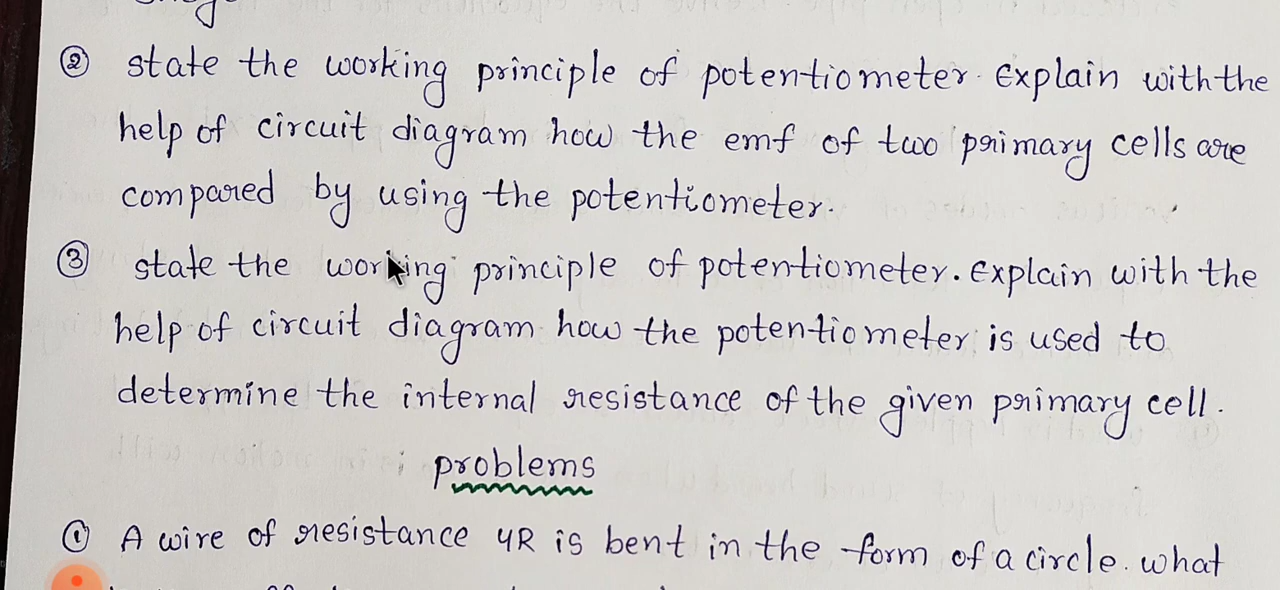 ② state the working principle of potentiometer. Explain with the
help of circuit diagram how the emf of two primary cells are
compared by using the potentiometer.
③ state the working principle of potentiometer. Explain with the
help of circuit diagram how the potentiometer is used to
determine the internal resistance of the given primary cell.
problems
① A wire of resistance 4R is bent in the form of a circle. what